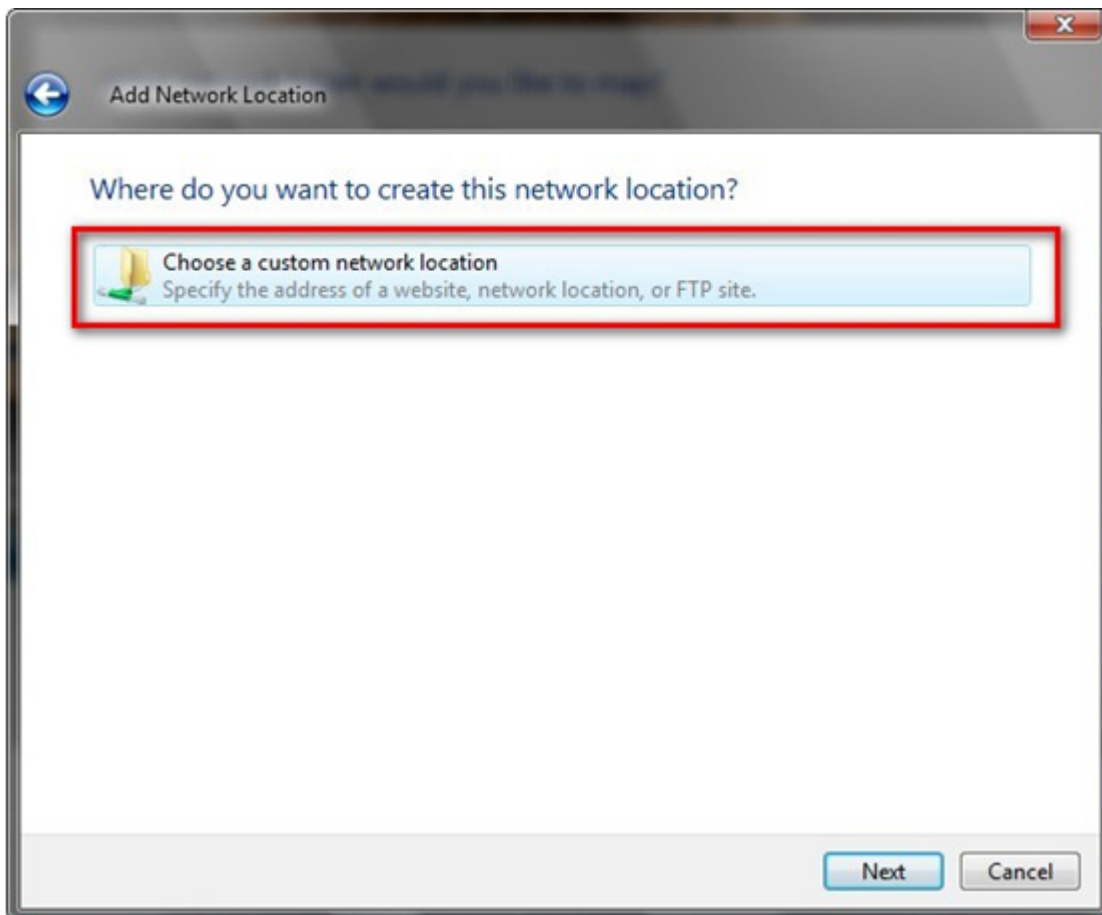 Add Network Location
Where do you want to create this network location?
Choose a custom network location
Specify the address of a website, network location, or FTP site.
Next
Cancel